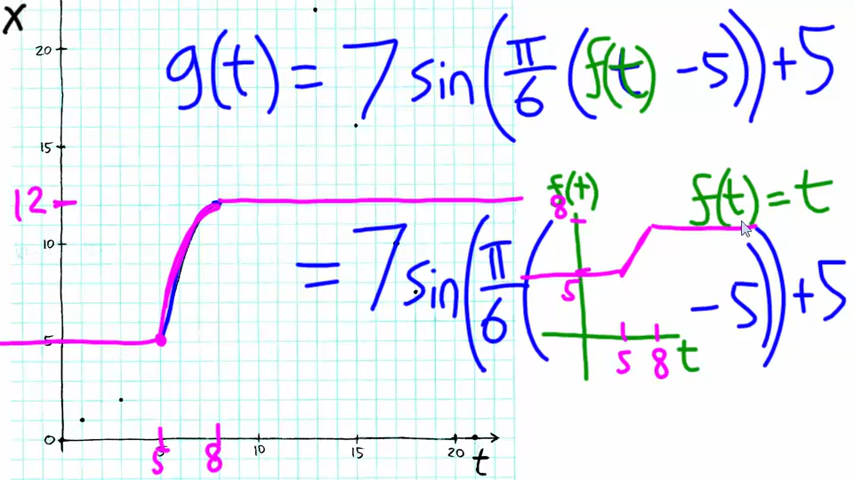 X
20
g(t) = 7 sin(π/6 (f(t) - 5)) + 5
15
12
f(t)
8
f(t) = t
10
= 7 sin(π/6 (
5
- 5)) + 5
5
5 8 t
0
5 10 15 20 t
5 8